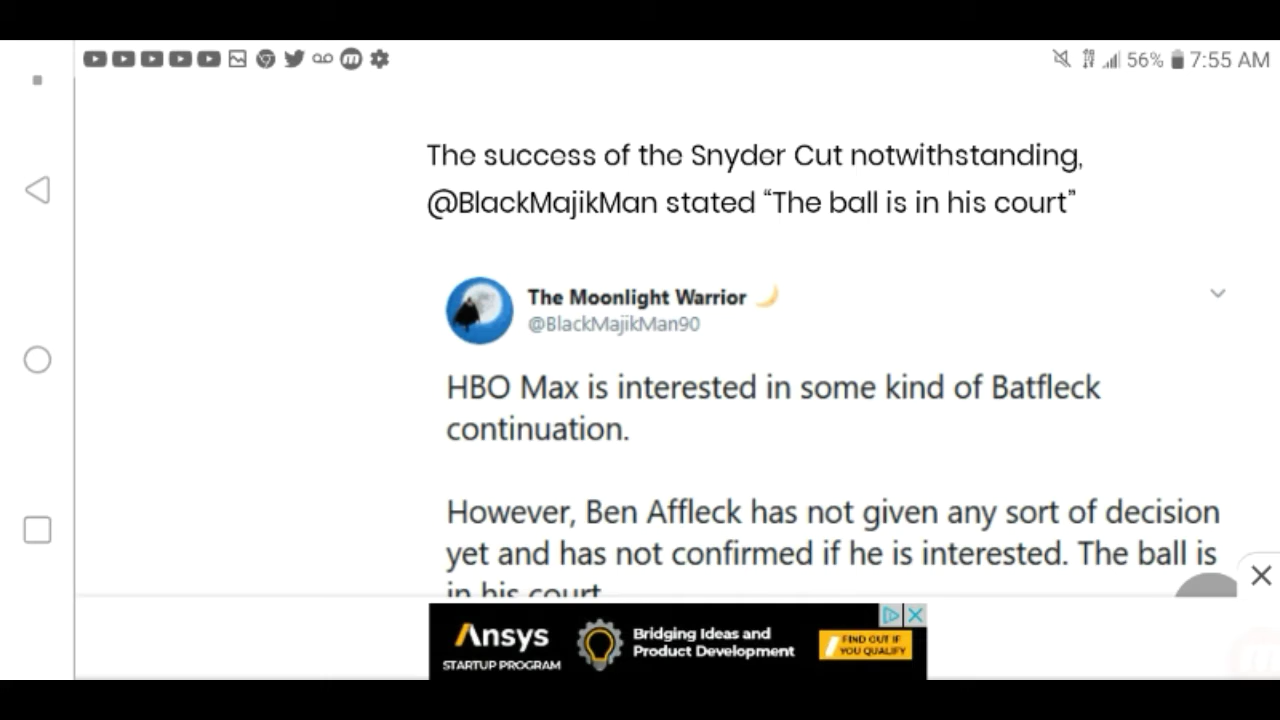 56% 7:55 AM
The success of the Snyder Cut notwithstanding,
@BlackMajikMan stated “The ball is in his court”
The Moonlight Warrior 🌙
@BlackMajikMan90
HBO Max is interested in some kind of Batfleck
continuation.
However, Ben Affleck has not given any sort of decision
yet and has not confirmed if he is interested. The ball is
in his court
Ansys
STARTUP PROGRAM
Bridging Ideas and
Product Development
FIND OUT IF
YOU QUALIFY